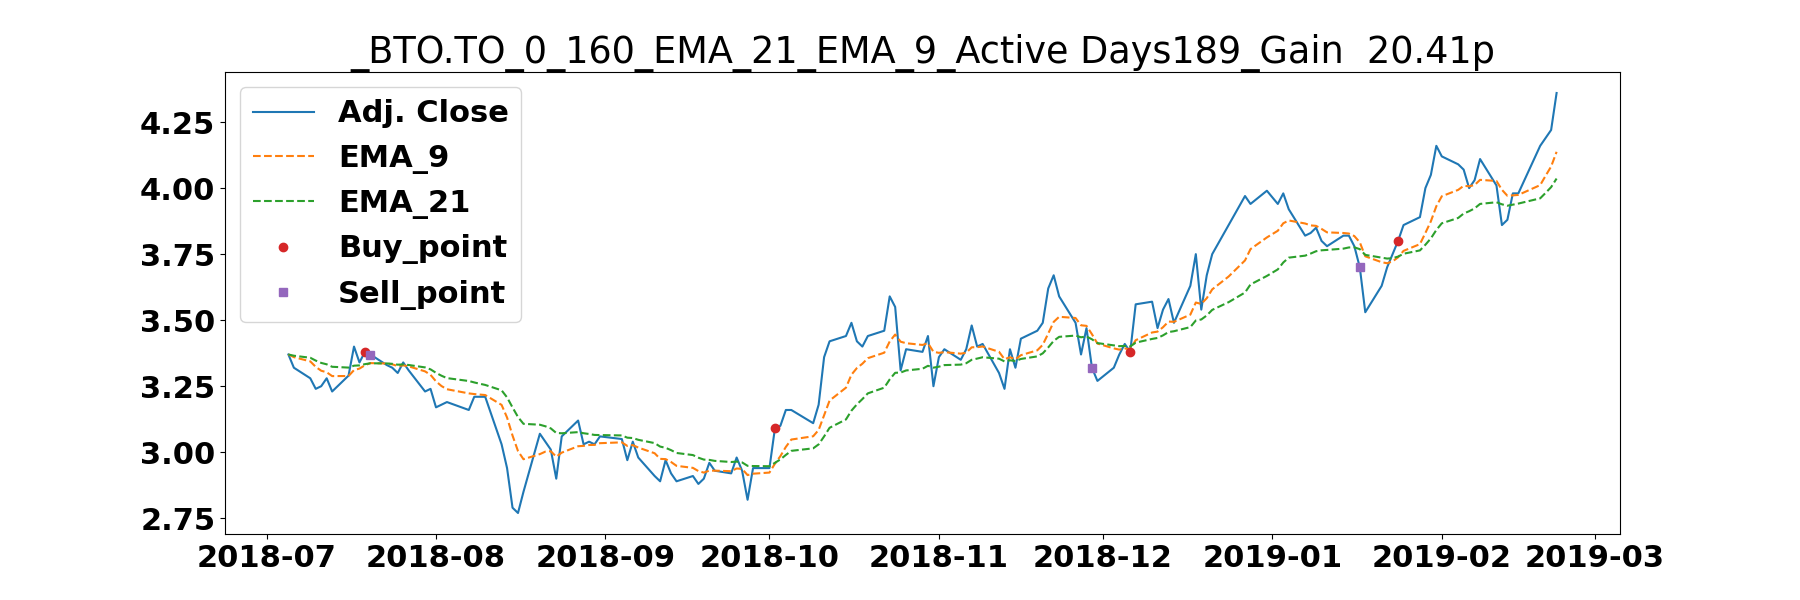 _BTO.TO_0_160_EMA_21_EMA_9_Active Days189_Gain  20.41p
Adj. Close
EMA_9
EMA_21
Buy_point
Sell_point
4.25
4.00
3.75
3.50
3.25
3.00
2.75
2018-07 2018-08 2018-09 2018-10 2018-11 2018-12 2019-01 2019-02 2019-03